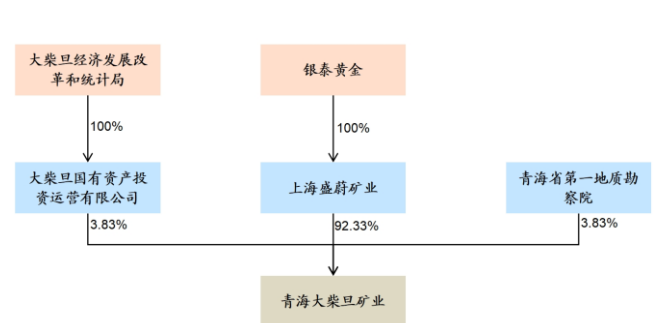 大柴旦经济发展改
革和统计局
银泰黄金
100%
100%
大柴旦国有资产投
资运营有限公司
上海盛蔚矿业
青海省第一地质勘
察院
3.83%
92.33%
3.83%
青海大柴旦矿业